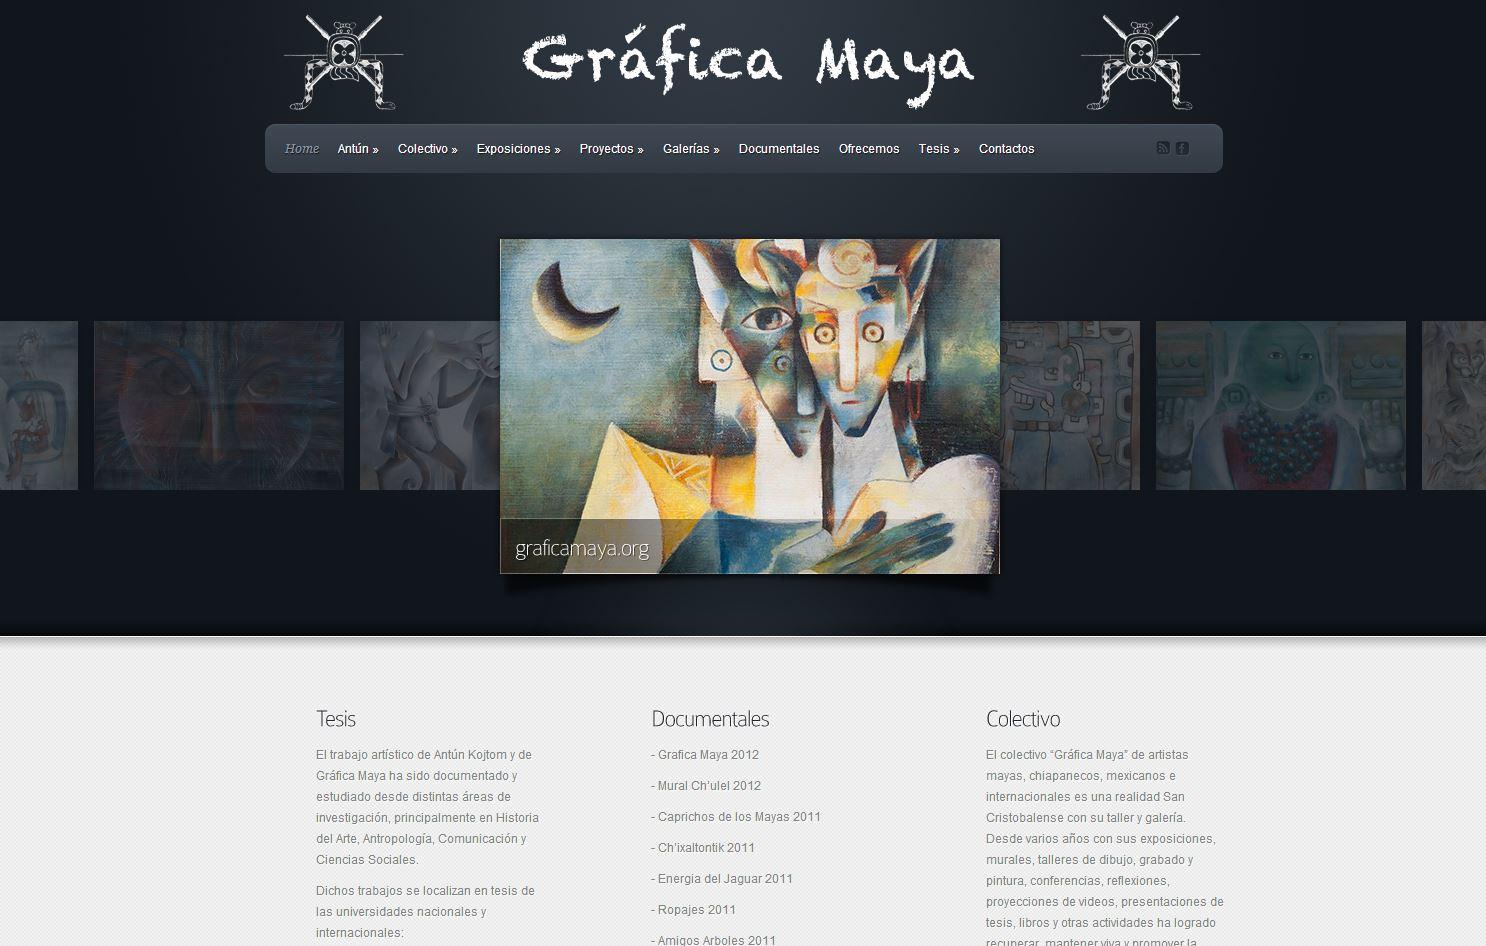 Gráfica Maya
Home Antún » Colectivo » Exposiciones » Proyectos » Galerías » Documentales Ofrecemos Tesis » Contactos
graficamaya.org
Tesis
El trabajo artístico de Antún Kojtom y de
Gráfica Maya ha sido documentado y
estudiado desde distintas áreas de
investigación, principalmente en Historia
del Arte, Antropología, Comunicación y
Ciencias Sociales.
Dichos trabajos se localizan en tesis de
las universidades nacionales y
internacionales:
Documentales
- Grafica Maya 2012
- Mural Ch’ulel 2012
- Caprichos de los Mayas 2011
- Ch’ixaltontik 2011
- Energia del Jaguar 2011
- Ropajes 2011
- Amigos Arboles 2011
Colectivo
El colectivo “Gráfica Maya” de artistas
mayas, chiapanecos, mexicanos e
internacionales es una realidad San
Cristobalense con su taller y galería.
Desde varios años con sus exposiciones,
murales, talleres de dibujo, grabado y
pintura, conferencias, reflexiones,
proyecciones de videos, presentaciones de
tesis, libros y otras actividades ha logrado
recuperar, mantener viva y promover la